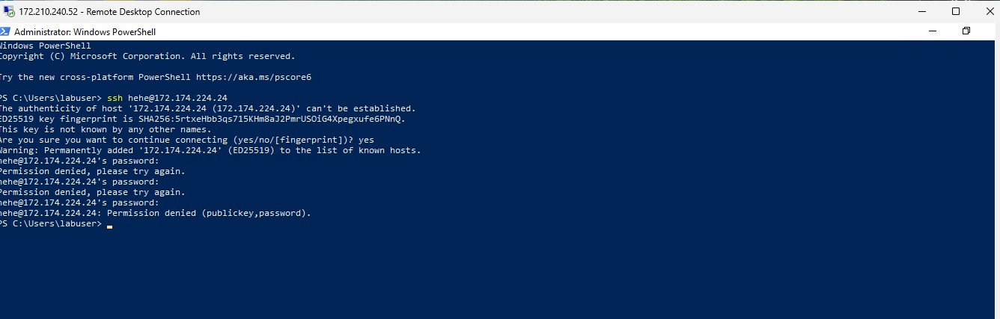 172.210.240.52 - Remote Desktop Connection
Administrator: Windows PowerShell
Windows PowerShell
Copyright (C) Microsoft Corporation. All rights reserved.
Try the new cross-platform PowerShell https://aka.ms/pscore6
PS C:\Users\labuser> ssh hehe@172.174.224.24
The authenticity of host '172.174.224.24 (172.174.224.24)' can't be established.
ED25519 key fingerprint is SHA256:5rtxeHbb3qs715KHm8aJ2PmrUSOiG4Xpegxufe6PNnQ.
This key is not known by any other names.
Are you sure you want to continue connecting (yes/no/[fingerprint])? yes
Warning: Permanently added '172.174.224.24' (ED25519) to the list of known hosts.
hehe@172.174.224.24's password:
Permission denied, please try again.
hehe@172.174.224.24's password:
Permission denied, please try again.
hehe@172.174.224.24's password:
hehe@172.174.224.24: Permission denied (publickey,password).
PS C:\Users\labuser>